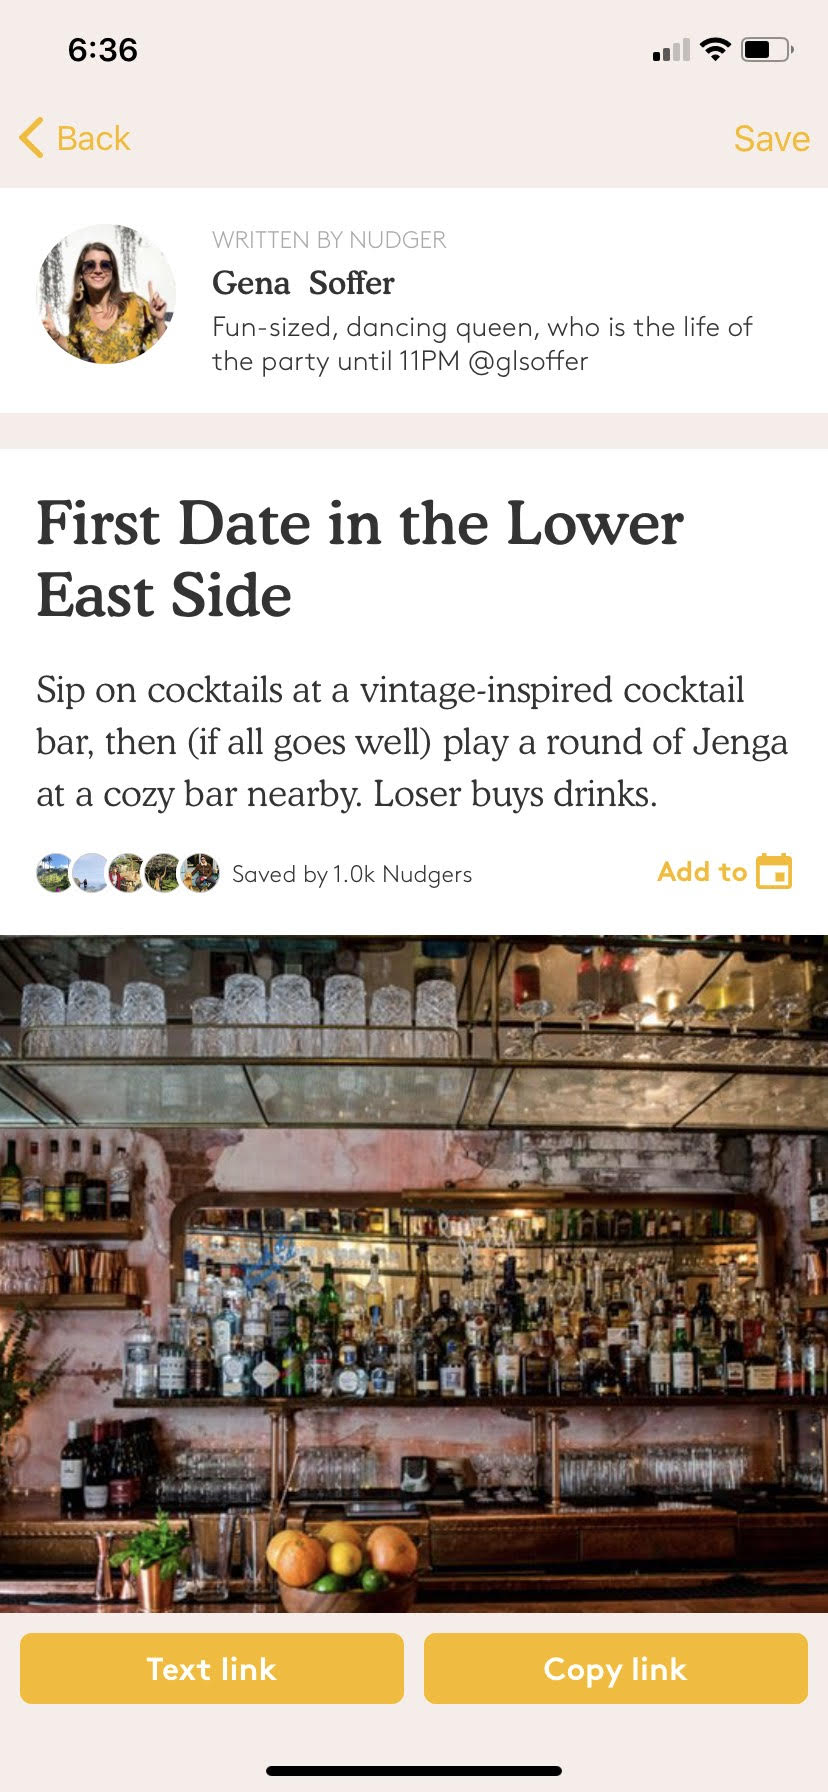 6:36
Back
Save
WRITTEN BY NUDGER
Gena Soffer
Fun-sized, dancing queen, who is the life of
the party until 11PM @glsoffer
First Date in the Lower
East Side
Sip on cocktails at a vintage-inspired cocktail
bar, then (if all goes well) play a round of Jenga
at a cozy bar nearby. Loser buys drinks.
Saved by 1.0k Nudgers
Add to
Text link
Copy link